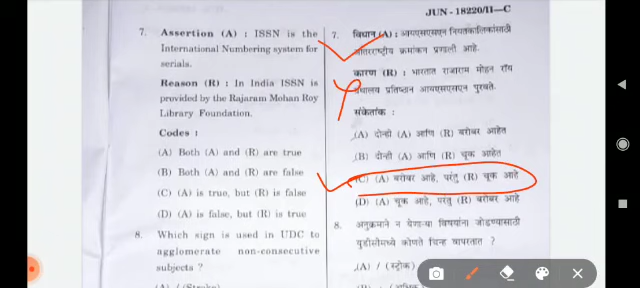 JUN - 18220/II—C
7. Assertion (A) : ISSN is the
International Numbering system for
serials.
Reason (R) : In India ISSN is
provided by the Rajaram Mohan Roy
Library Foundation.
Codes :
(A) Both (A) and (R) are true
(B) Both (A) and (R) are false
(C) (A) is true, but (R) is false
(D) (A) is false, but (R) is true
8. Which sign is used in UDC to
agglomerate non-consecutive
subjects ?
7. विधान (A) : आयएसएसएन नियतकालिकांसाठी
आंतरराष्ट्रीय क्रमांकन प्रणाली आहे.
कारण (R) : भारतात राजाराम मोहन रॉय
ग्रंथालय प्रतिष्ठान आयएसएसएन पुरवते.
संकेतांक :
(A) दोन्ही (A) आणि (R) बरोबर आहेत
(B) दोन्ही (A) आणि (R) चूक आहेत
(C) (A) बरोबर आहे, परंतु (R) चूक आहे
(D) (A) चूक आहे, परंतु (R) बरोबर आहे
8. अनुक्रमाने न येणाऱ्या विषयांना जोडण्यासाठी
युडीसीमध्ये कोणते चिन्ह वापरतात ?
(A) / (स्ट्रोक)